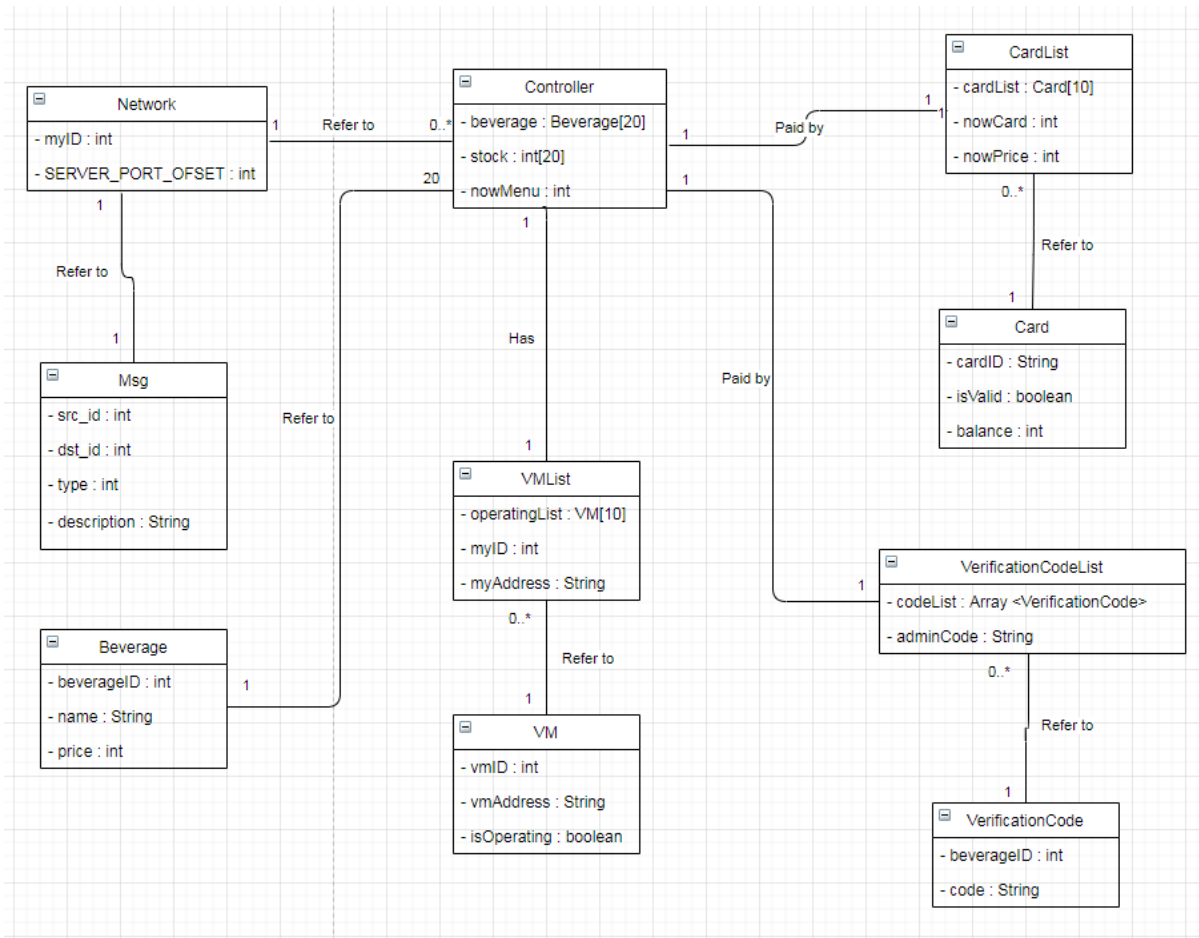 CardList
- cardList : Card[10]
- nowCard : int
- nowPrice : int
Controller
- beverage : Beverage[20]
- stock : int[20]
- nowMenu : int
Network
- myID : int
- SERVER_PORT_OFSET : int
1
Refer to
0..*
1
Paid by
1
1
20
1
1
1
0..*
Refer to
1
Refer to
1
Has
1
Paid by
Refer to
1
Card
- cardID : String
- isValid : boolean
- balance : int
Msg
- src_id : int
- dst_id : int
- type : int
- description : String
VMList
- operatingList : VM[10]
- myID : int
- myAddress : String
0..*
Refer to
1
1
VerificationCodeList
- codeList : Array <VerificationCode>
- adminCode : String
0..*
Refer to
1
Beverage
- beverageID : int
- name : String
- price : int
1
VM
- vmID : int
- vmAddress : String
- isOperating : boolean
VerificationCode
- beverageID : int
- code : String